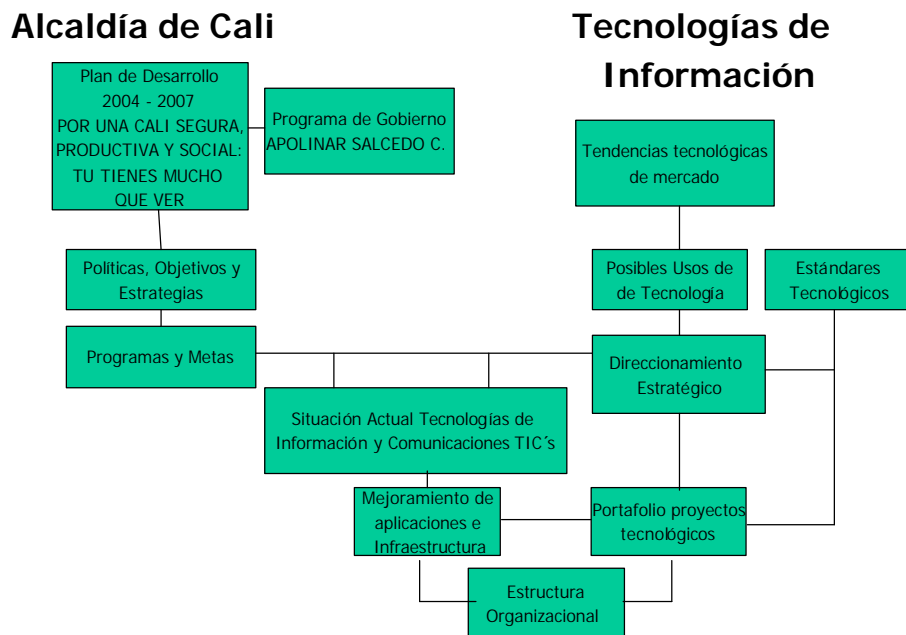 Alcaldía de Cali
Tecnologías de
Información
Plan de Desarrollo
2004 - 2007
POR UNA CALI SEGURA,
PRODUCTIVA Y SOCIAL:
TU TIENES MUCHO
QUE VER
Programa de Gobierno
APOLINAR SALCEDO C.
Tendencias tecnológicas
de mercado
Políticas, Objetivos y
Estrategias
Posibles Usos de
de Tecnología
Estándares
Tecnológicos
Programas y Metas
Direccionamiento
Estratégico
Situación Actual Tecnologías de
Información y Comunicaciones TIC´s
Mejoramiento de
aplicaciones e
Infraestructura
Portafolio proyectos
tecnológicos
Estructura
Organizacional